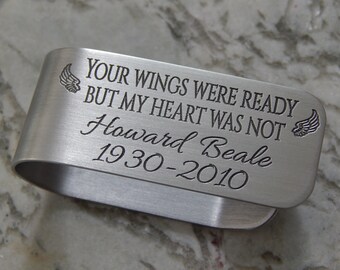 YOUR WINGS WERE READY
BUT MY HEART WAS NOT
Howard Beale
1930-2010